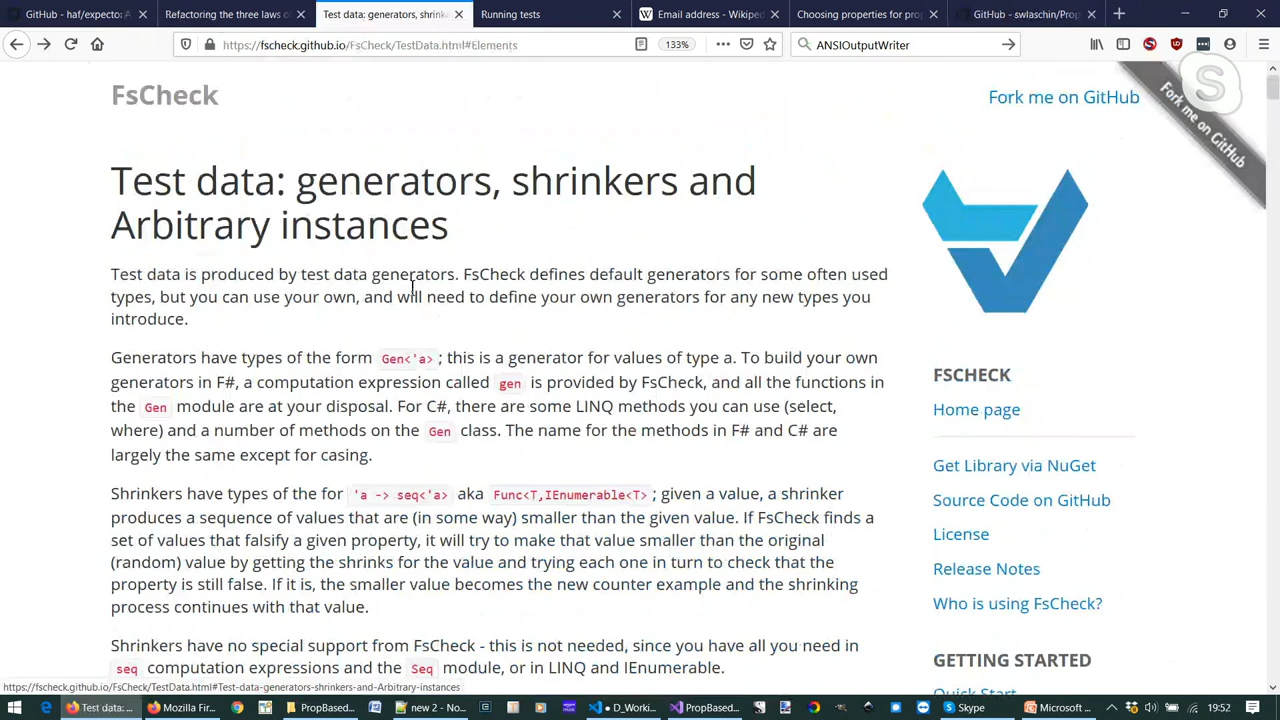 GitHub - haf/expecto: A
Refactoring the three laws of
Test data: generators, shrinke
Running tests
Email address - Wikiped
Choosing properties for prop
GitHub - swlaschin/Prop
https://fscheck.github.io/FsCheck/TestData.html#Elements
133%
ANSIOutputWriter
FsCheck
Fork me on GitHub
Fork me on GitHub
Test data: generators, shrinkers and
Arbitrary instances
Test data is produced by test data generators. FsCheck defines default generators for some often used
types, but you can use your own, and will need to define your own generators for any new types you
introduce.
Generators have types of the form Gen<'a> ; this is a generator for values of type a. To build your own
generators in F#, a computation expression called gen is provided by FsCheck, and all the functions in
the Gen module are at your disposal. For C#, there are some LINQ methods you can use (select,
where) and a number of methods on the Gen class. The name for the methods in F# and C# are
largely the same except for casing.
Shrinkers have types of the for 'a -> seq<'a> aka Func<T,IEnumerable<T> ; given a value, a shrinker
produces a sequence of values that are (in some way) smaller than the given value. If FsCheck finds a
set of values that falsify a given property, it will try to make that value smaller than the original
(random) value by getting the shrinks for the value and trying each one in turn to check that the
property is still false. If it is, the smaller value becomes the new counter example and the shrinking
process continues with that value.
Shrinkers have no special support from FsCheck - this is not needed, since you have all you need in
seq computation expressions and the Seq module, or in LINQ and IEnumerable.
FSCHECK
Home page
Get Library via NuGet
Source Code on GitHub
License
Release Notes
Who is using FsCheck?
GETTING STARTED
Quick Start
https://fscheck.github.io/FsCheck/TestData.html#Test-data-generators-shrinkers-and-Arbitrary-instances
Test data: ...
Mozilla Fir...
PropBased...
new 2 - No...
D_Worki...
PropBased...
Skype
Microsoft ...
19:52